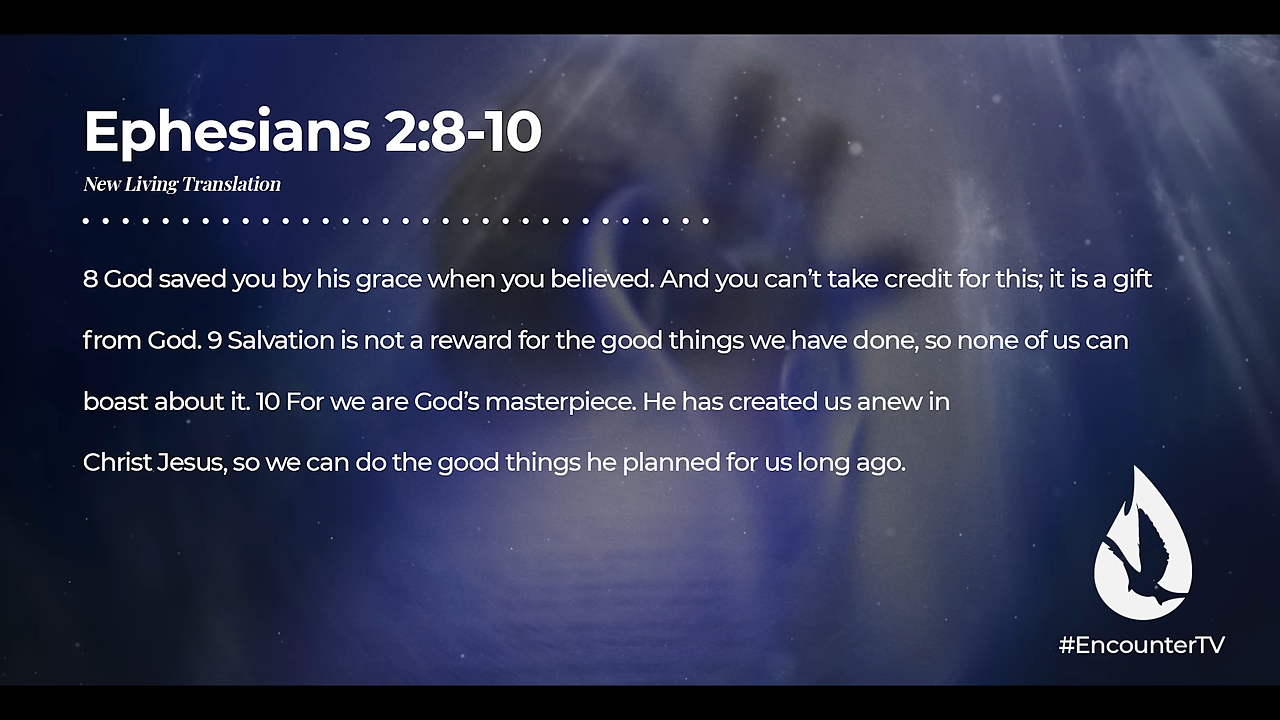 Ephesians 2:8-10
New Living Translation
8 God saved you by his grace when you believed. And you can’t take credit for this; it is a gift
from God. 9 Salvation is not a reward for the good things we have done, so none of us can
boast about it. 10 For we are God’s masterpiece. He has created us anew in
Christ Jesus, so we can do the good things he planned for us long ago.
#EncounterTV